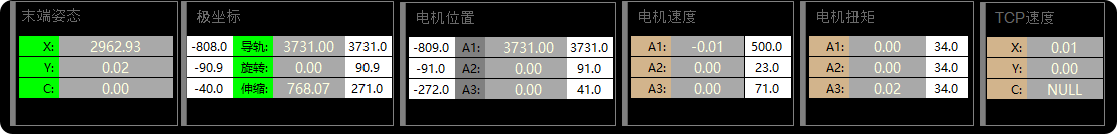 末端姿态
X: 2962.93
Y: 0.02
C: 0.00
极坐标
-808.0 导轨: 3731.00 3731.0
-90.9 旋转: 0.00 90.9
-40.0 伸缩: 768.07 271.0
电机位置
-809.0 A1: 3731.00 3731.0
-91.0 A2: 0.00 91.0
-272.0 A3: 0.00 41.0
电机速度
A1: -0.01 500.0
A2: 0.00 23.0
A3: 0.00 71.0
电机扭矩
A1: 0.00 34.0
A2: 0.00 34.0
A3: 0.02 34.0
TCP速度
X: 0.01
Y: 0.00
C: NULL